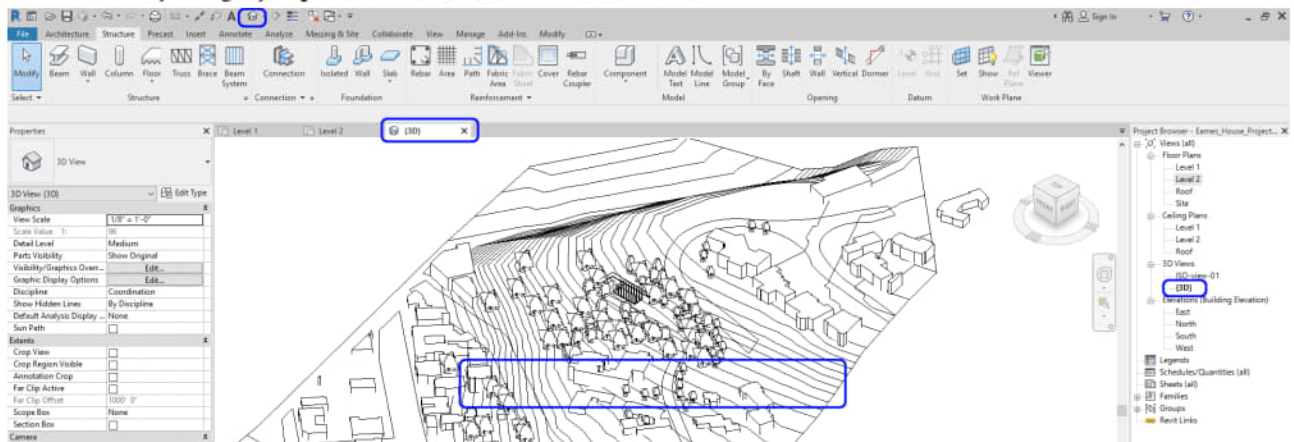 Sign In
File Architecture Structure Precast Insert Annotate Analyze Massing & Site Collaborate View Manage Add-Ins Modify
Modify Beam Wall Column Floor Truss Brace Beam System Connection Isolated Wall Slab Rebar Area Path Fabric Area Fabric Sheet Cover Rebar Coupler Component Model Text Model Line Model Group By Face Shaft Wall Vertical Dormer Level Grid Set Show Ref Plane Viewer
Select Structure Connection Foundation Reinforcement Model Opening Datum Work Plane
Properties
Level 1 Level 2 {3D}
Project Browser - Eames_House_Project...
3D View
3D View: {3D} Edit Type
Graphics
View Scale 1/8" = 1'-0"
Scale Value 1: 96
Detail Level Medium
Parts Visibility Show Original
Visibility/Graphics Overr... Edit...
Graphic Display Options Edit...
Discipline Coordination
Show Hidden Lines By Discipline
Default Analysis Display ... None
Sun Path
Extents
Crop View
Crop Region Visible
Annotation Crop
Far Clip Active
Far Clip Offset 1000' 0"
Scope Box None
Section Box
Camera
Views (all)
Floor Plans
Level 1
Level 2
Roof
Site
Ceiling Plans
Level 1
Level 2
Roof
3D Views
ISO-view-01
{3D}
Elevations (Building Elevation)
East
North
South
West
Legends
Schedules/Quantities (all)
Sheets (all)
Families
Groups
Revit Links